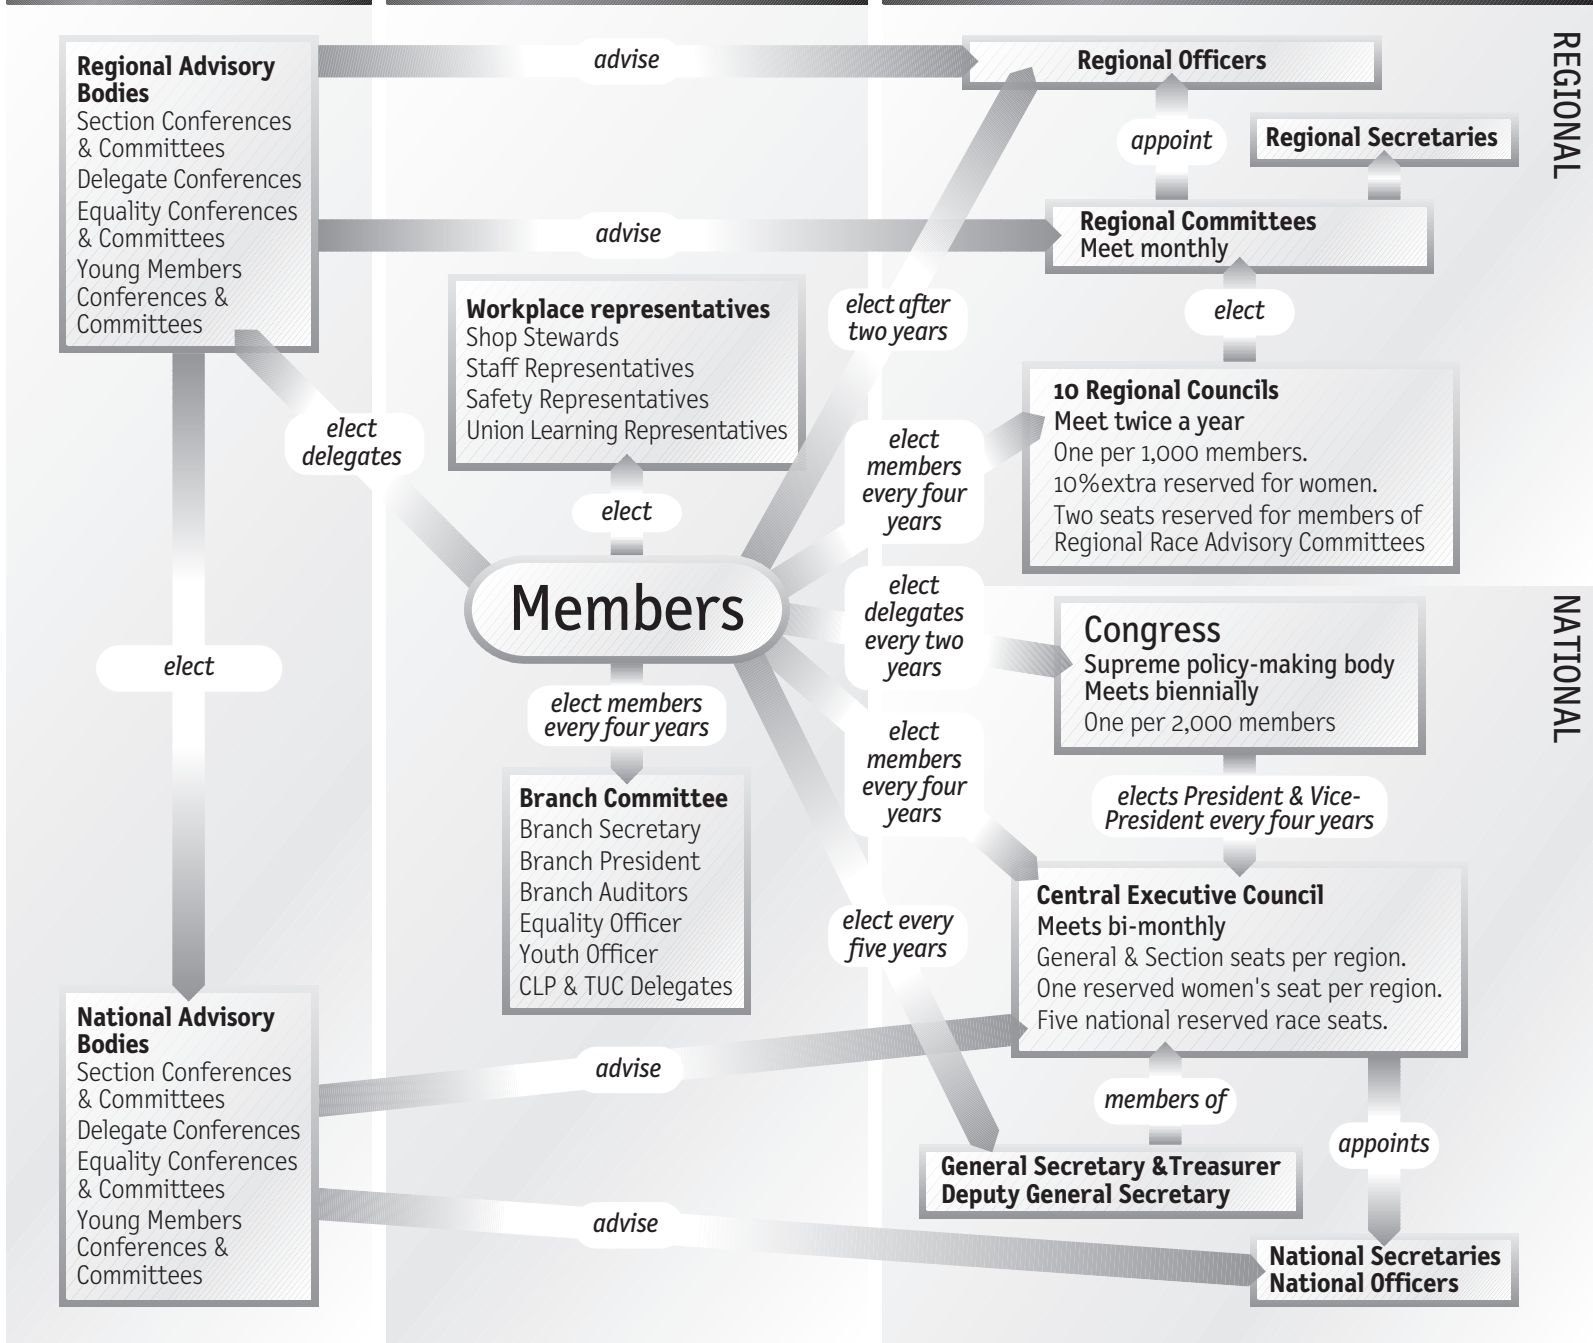 Regional Advisory
Bodies
Section Conferences
& Committees
Delegate Conferences
Equality Conferences
& Committees
Young Members
Conferences &
Committees
advise
Regional Officers
appoint
Regional Secretaries
advise
Regional Committees
Meet monthly
REGIONAL
Workplace representatives
Shop Stewards
Staff Representatives
Safety Representatives
Union Learning Representatives
elect after
two years
elect
10 Regional Councils
Meet twice a year
One per 1,000 members.
10%extra reserved for women.
Two seats reserved for members of
Regional Race Advisory Committees
elect
delegates
elect
elect
members
every four
years
Members
elect
delegates
every two
years
Congress
Supreme policy-making body
Meets biennially
One per 2,000 members
NATIONAL
elect
elect members
every four years
elect
members
every four
years
elects President & Vice-
President every four years
Branch Committee
Branch Secretary
Branch President
Branch Auditors
Equality Officer
Youth Officer
CLP & TUC Delegates
elect every
five years
Central Executive Council
Meets bi-monthly
General & Section seats per region.
One reserved women's seat per region.
Five national reserved race seats.
National Advisory
Bodies
Section Conferences
& Committees
Delegate Conferences
Equality Conferences
& Committees
Young Members
Conferences &
Committees
advise
members of
appoints
General Secretary &Treasurer
Deputy General Secretary
advise
National Secretaries
National Officers